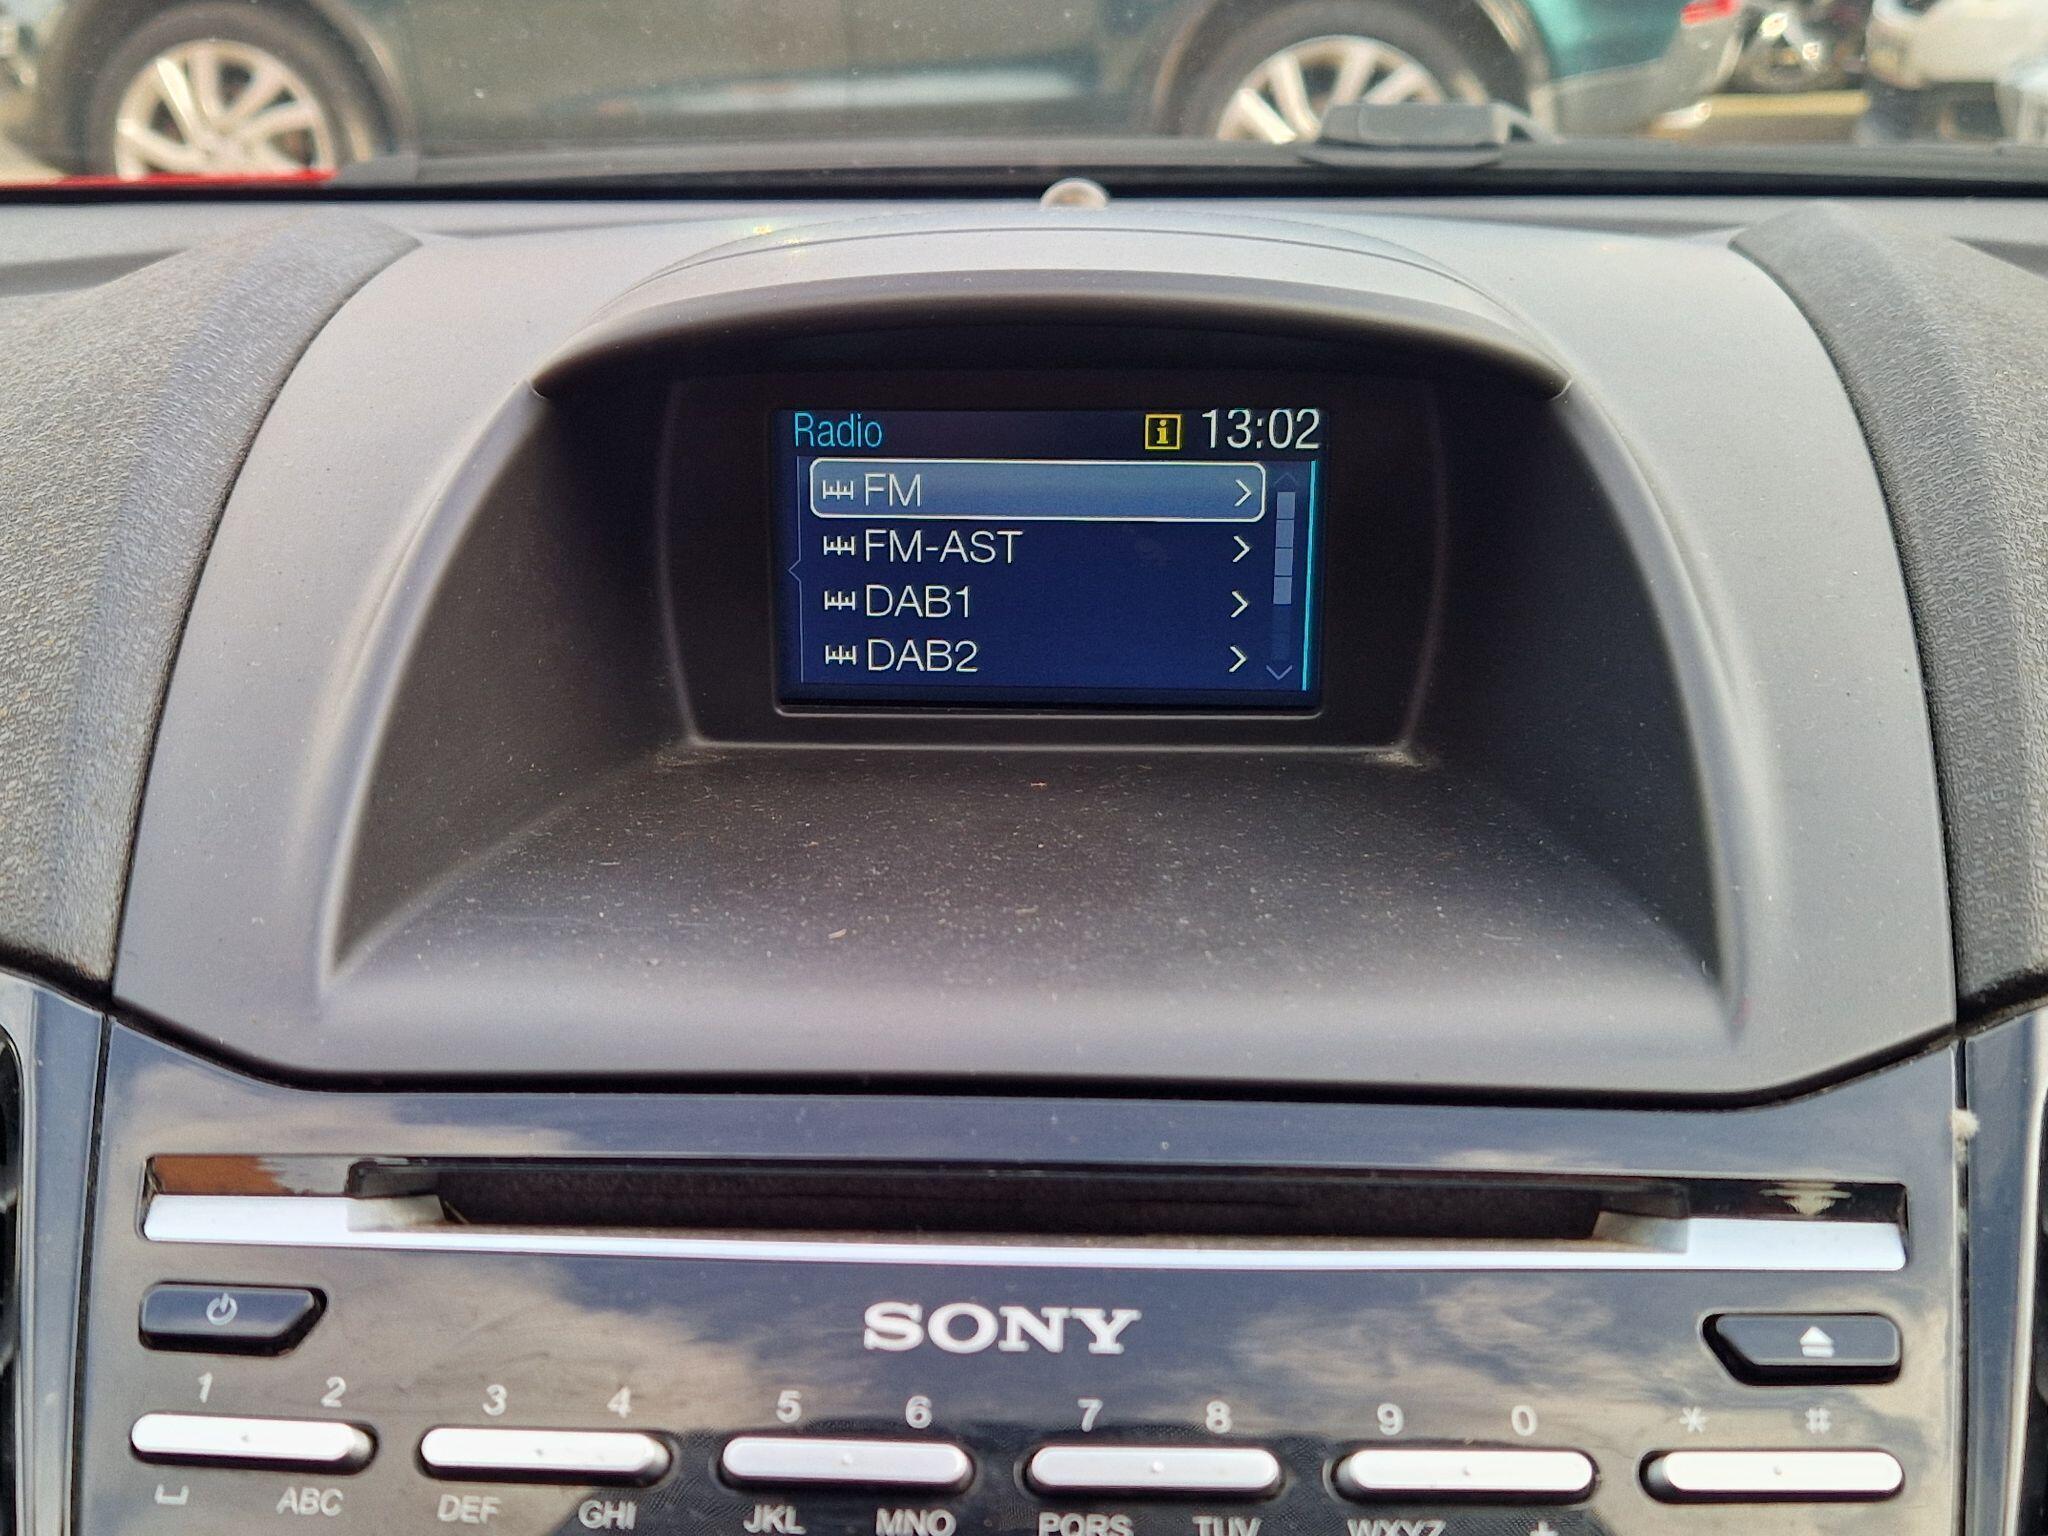 Radio i 13:02
FM
FM-AST
DAB1
DAB2
SONY
1 2 3 4 5 6 7 8 9 0 * #
ABC DEF GHI JKL MNO PQRS TUV WXYZ +